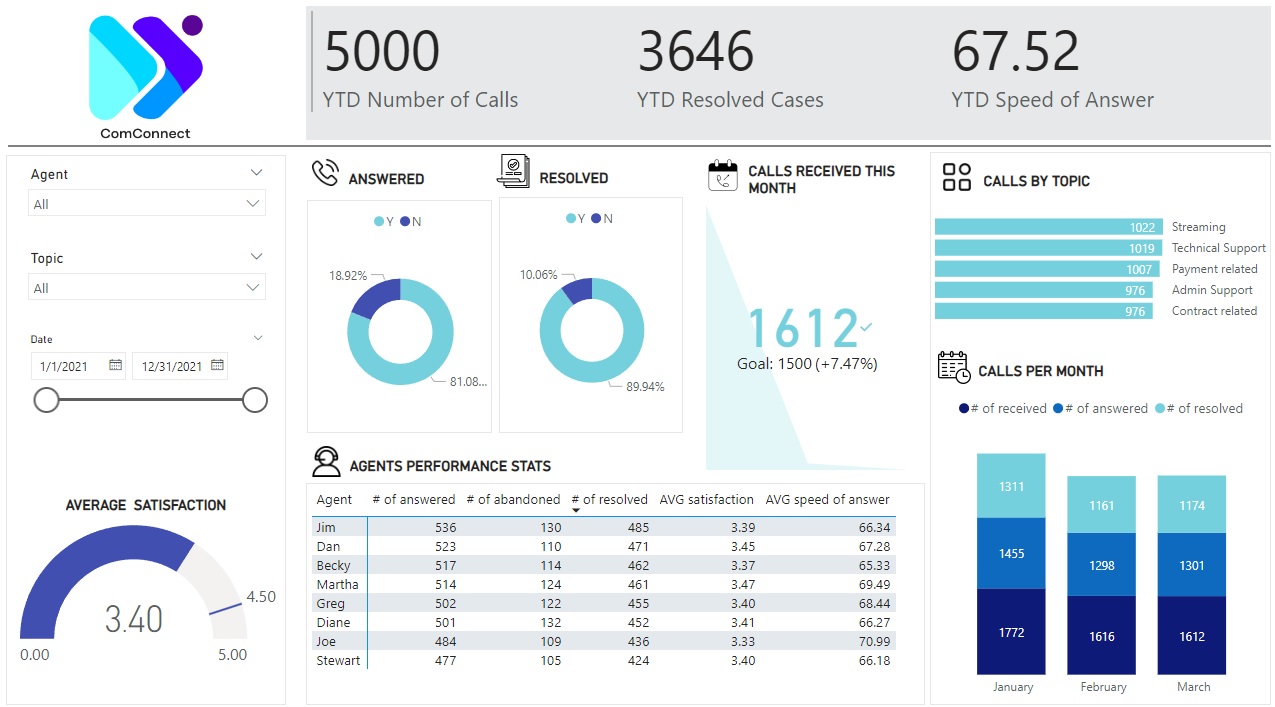 ComConnect
5000
YTD Number of Calls
3646
YTD Resolved Cases
67.52
YTD Speed of Answer
Agent
All
Topic
All
Date
1/1/2021 12/31/2021
AVERAGE SATISFACTION
3.40
4.50
0.00 5.00
ANSWERED
Y N
18.92%
81.08...
RESOLVED
Y N
10.06%
89.94%
CALLS RECEIVED THIS
MONTH
1612
Goal: 1500 (+7.47%)
AGENTS PERFORMANCE STATS
Agent # of answered # of abandoned # of resolved AVG satisfaction AVG speed of answer
Jim 536 130 485 3.39 66.34
Dan 523 110 471 3.45 67.28
Becky 517 114 462 3.37 65.33
Martha 514 124 461 3.47 69.49
Greg 502 122 455 3.40 68.44
Diane 501 132 452 3.41 66.27
Joe 484 109 436 3.33 70.99
Stewart 477 105 424 3.40 66.18
CALLS BY TOPIC
1022 Streaming
1019 Technical Support
1007 Payment related
976 Admin Support
976 Contract related
CALLS PER MONTH
# of received # of answered # of resolved
1311 1161 1174
1455 1298 1301
1772 1616 1612
January February March